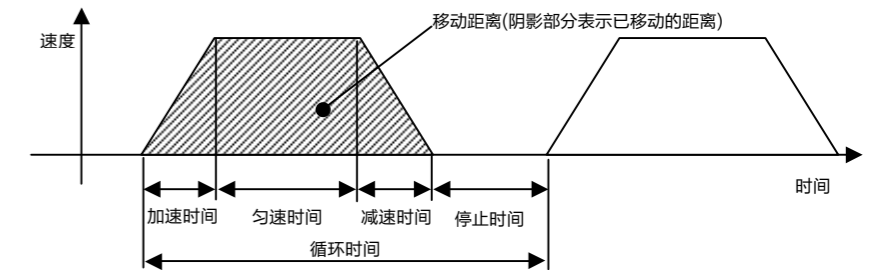 移动距离(阴影部分表示已移动的距离)
速度
时间
加速时间
匀速时间
减速时间
停止时间
循环时间